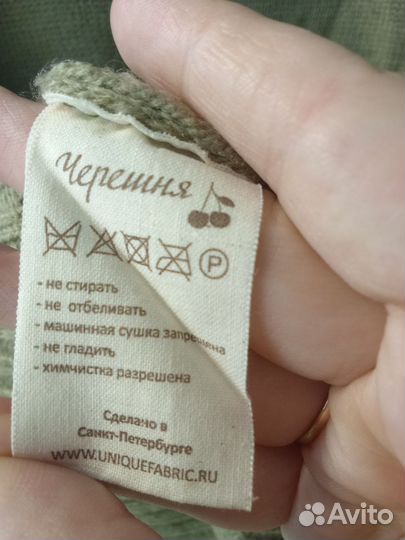 Черешня
P
- не стирать
- не отбеливать
- машинная сушка запрещена
- не гладить
- химчистка разрешена
Сделано в
Санкт-Петербурге
WWW.UNIQUEFABRIC.RU
Avito